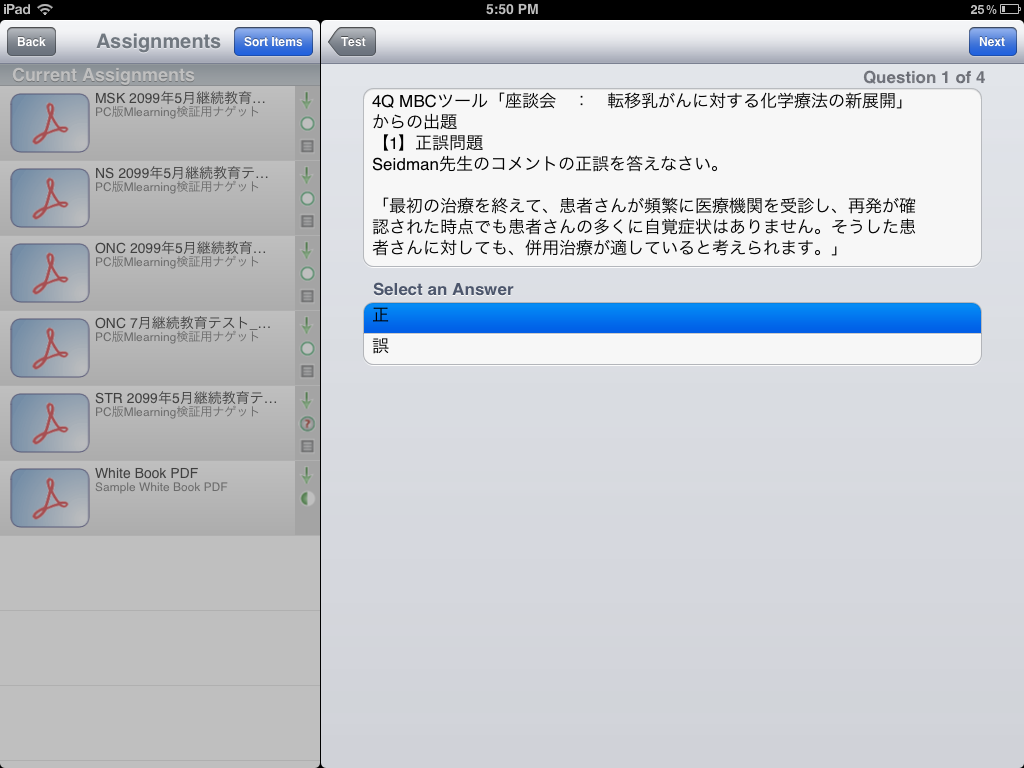 iPad 5:50 PM 25%
Back Assignments Sort Items
Current Assignments
MSK 2099年5月継続教育…
PC版Mlearning検証用ナゲット
NS 2099年5月継続教育テ…
PC版Mlearning検証用ナゲット
ONC 2099年5月継続教育…
PC版Mlearning検証用ナゲット
ONC 7月継続教育テスト_…
PC版Mlearning検証用ナゲット
STR 2099年5月継続教育テ…
PC版Mlearning検証用ナゲット
?
White Book PDF
Sample White Book PDF
Test Next
Question 1 of 4
4Q MBCツール「座談会　：　転移乳がんに対する化学療法の新展開」
からの出題
【1】正誤問題
Seidman先生のコメントの正誤を答えなさい。
「最初の治療を終えて、患者さんが頻繁に医療機関を受診し、再発が確
認された時点でも患者さんの多くに自覚症状はありません。そうした患
者さんに対しても、併用治療が適していると考えられます。」
Select an Answer
正
誤